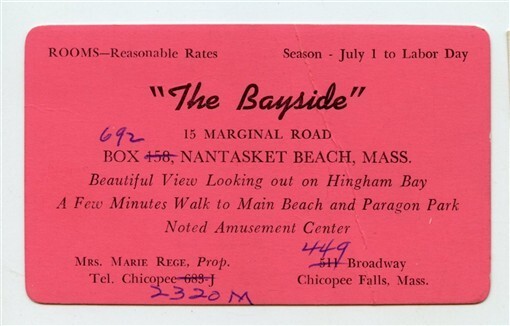 ROOMS—Reasonable Rates Season - July 1 to Labor Day
"The Bayside"
15 MARGINAL ROAD
692
BOX 158, NANTASKET BEACH, MASS.
Beautiful View Looking out on Hingham Bay
A Few Minutes Walk to Main Beach and Paragon Park
Noted Amusement Center
449
MRS. MARIE REGE, Prop. 511 Broadway
Tel. Chicopee 683-J Chicopee Falls, Mass.
2320 M